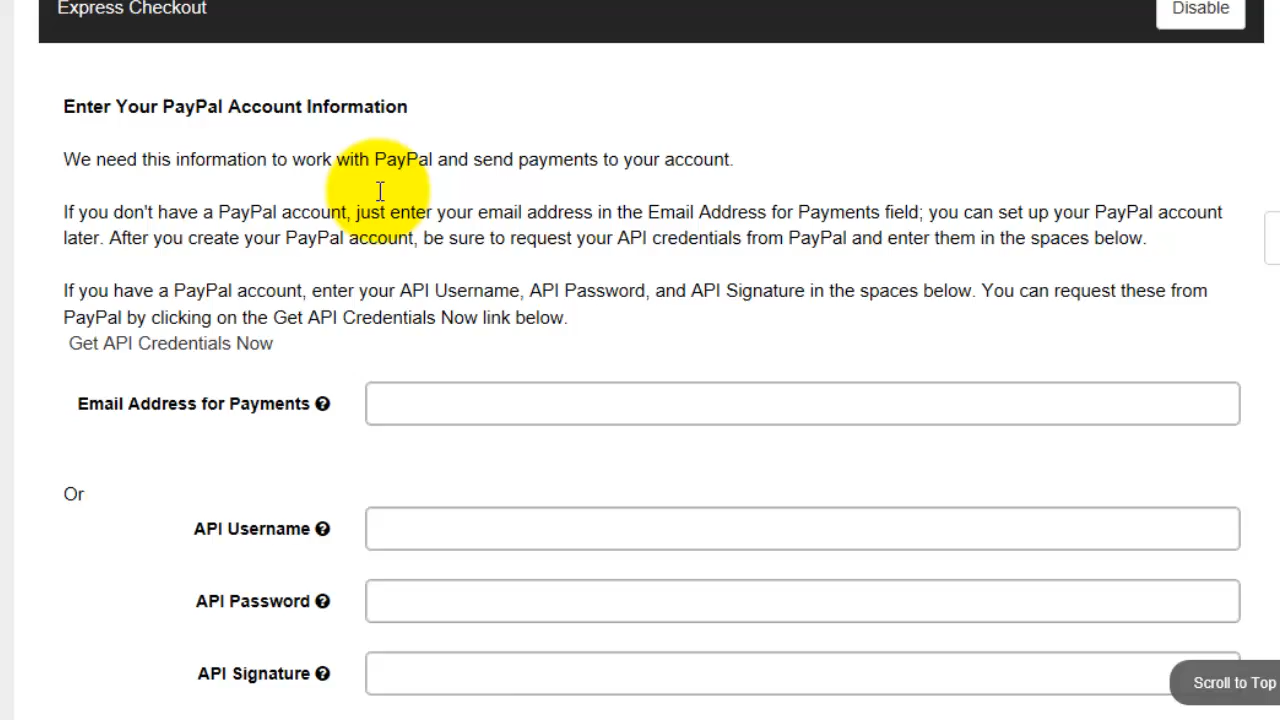 Express Checkout
Disable
Enter Your PayPal Account Information
We need this information to work with PayPal and send payments to your account.
If you don't have a PayPal account, just enter your email address in the Email Address for Payments field; you can set up your PayPal account
later. After you create your PayPal account, be sure to request your API credentials from PayPal and enter them in the spaces below.
If you have a PayPal account, enter your API Username, API Password, and API Signature in the spaces below. You can request these from
PayPal by clicking on the Get API Credentials Now link below.
Get API Credentials Now
Email Address for Payments
Or
API Username
API Password
API Signature
Scroll to Top